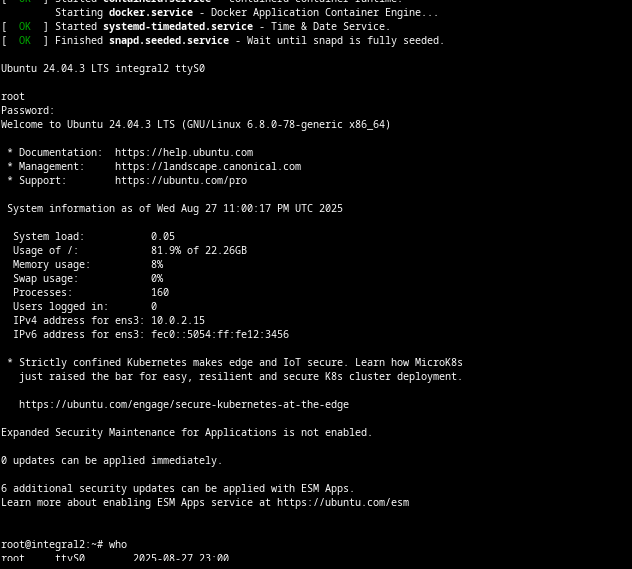 [  OK  ] Started containerd.service - containerd container runtime.
         Starting docker.service - Docker Application Container Engine...
[  OK  ] Started systemd-timedated.service - Time & Date Service.
[  OK  ] Finished snapd.seeded.service - Wait until snapd is fully seeded.

Ubuntu 24.04.3 LTS integral2 ttyS0

root
Password:
Welcome to Ubuntu 24.04.3 LTS (GNU/Linux 6.8.0-78-generic x86_64)

 * Documentation:  https://help.ubuntu.com
 * Management:     https://landscape.canonical.com
 * Support:        https://ubuntu.com/pro

 System information as of Wed Aug 27 11:00:17 PM UTC 2025

  System load:           0.05
  Usage of /:            81.9% of 22.26GB
  Memory usage:          8%
  Swap usage:            0%
  Processes:             160
  Users logged in:       0
  IPv4 address for ens3: 10.0.2.15
  IPv6 address for ens3: fec0::5054:ff:fe12:3456

 * Strictly confined Kubernetes makes edge and IoT secure. Learn how MicroK8s
   just raised the bar for easy, resilient and secure K8s cluster deployment.

   https://ubuntu.com/engage/secure-kubernetes-at-the-edge

Expanded Security Maintenance for Applications is not enabled.

0 updates can be applied immediately.

6 additional security updates can be applied with ESM Apps.
Learn more about enabling ESM Apps service at https://ubuntu.com/esm


root@integral2:~# who
root     ttyS0        2025-08-27 23:00